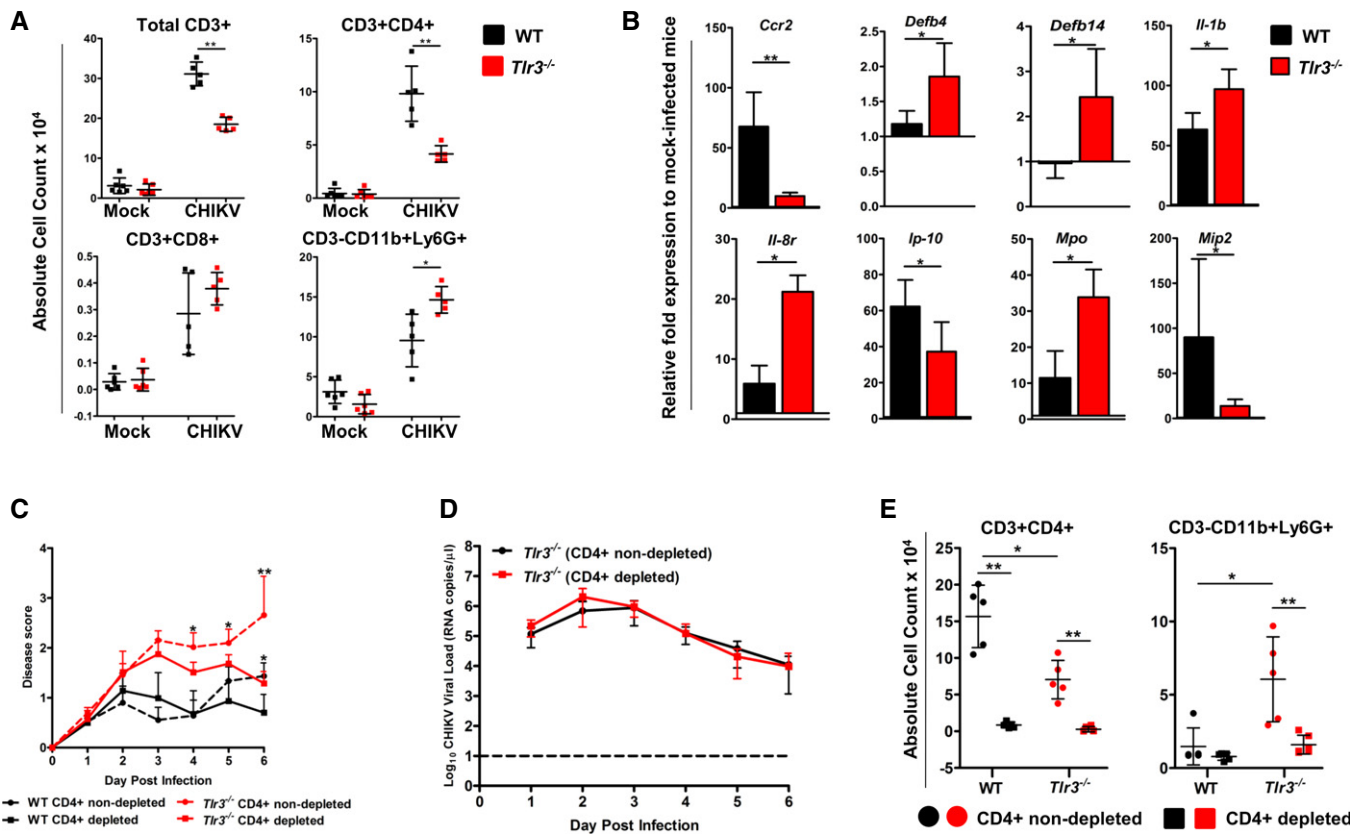 A
Total CD3+
CD3+CD4+
WT
Tlr3-/-
Absolute Cell Count x 10⁴
40
30
20
10
0
**
Mock
CHIKV
15
10
5
0
**
Mock
CHIKV
CD3+CD8+
CD3-CD11b+Ly6G+
0.5
0.4
0.3
0.2
0.1
0.0
-0.1
Mock
CHIKV
20
15
10
5
0
*
Mock
CHIKV
B
Relative fold expression to mock-infected mice
Ccr2
150
100
50
0
**
Defb4
2.5
2.0
1.5
1.0
0.5
0.0
*
Defb14
4
3
2
1
0
*
Il-1b
150
100
50
0
*
WT
Tlr3-/-
Il-8r
30
20
10
0
*
Ip-10
80
60
40
20
0
*
Mpo
50
40
30
20
10
0
*
Mip2
200
150
100
50
0
*
C
Disease score
4
3
2
1
0
* * ** *
0 1 2 3 4 5 6
Day Post Infection
WT CD4+ non-depleted
WT CD4+ depleted
Tlr3-/- CD4+ non-depleted
Tlr3-/- CD4+ depleted
D
Log₁₀ CHIKV Viral Load (RNA copies/µl)
8
7
6
5
4
3
2
1
0
Tlr3-/- (CD4+ non-depleted)
Tlr3-/- (CD4+ depleted)
0 1 2 3 4 5 6
Day Post Infection
E
Absolute Cell Count x 10⁴
CD3+CD4+
25
20
15
10
5
0
-5
*
**
**
WT
Tlr3-/-
CD3-CD11b+Ly6G+
15
10
5
0
*
**
WT
Tlr3-/-
CD4+ non-depleted
CD4+ depleted